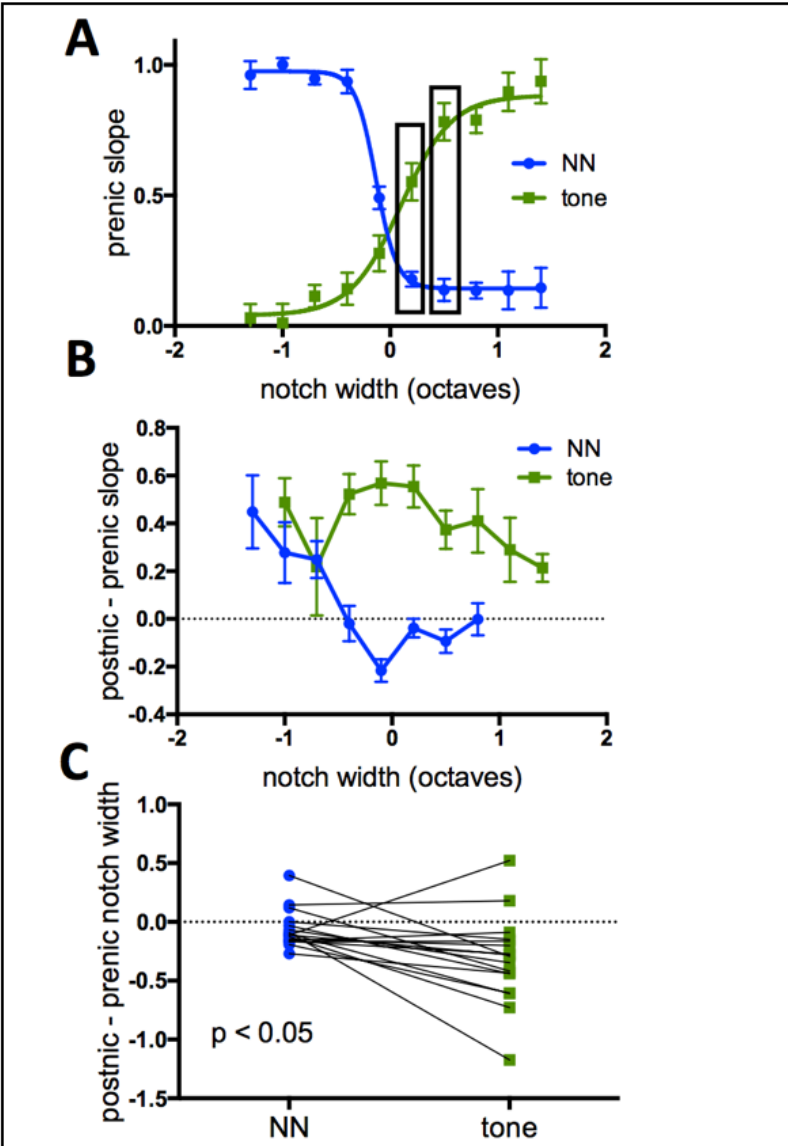 A
prenic slope
1.0
0.5
0.0
-2 -1 0 1 2
notch width (octaves)
NN
tone
B
postnic - prenic slope
0.8
0.6
0.4
0.2
0.0
-0.2
-0.4
-2 -1 0 1 2
notch width (octaves)
NN
tone
C
postnic - prenic notch width
1.0
0.5
0.0
-0.5
-1.0
-1.5
p < 0.05
NN tone